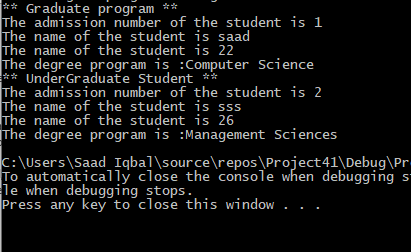 ** Graduate program **
The admission number of the student is 1
The name of the student is saad
The name of the student is 22
The degree program is :Computer Science
** UnderGraduate Student **
The admission number of the student is 2
The name of the student is sss
The name of the student is 26
The degree program is :Management Sciences
C:\Users\Saad Iqbal\source\repos\Project41\Debug\Pr
To automatically close the console when debugging st
le when debugging stops.
Press any key to close this window . . .